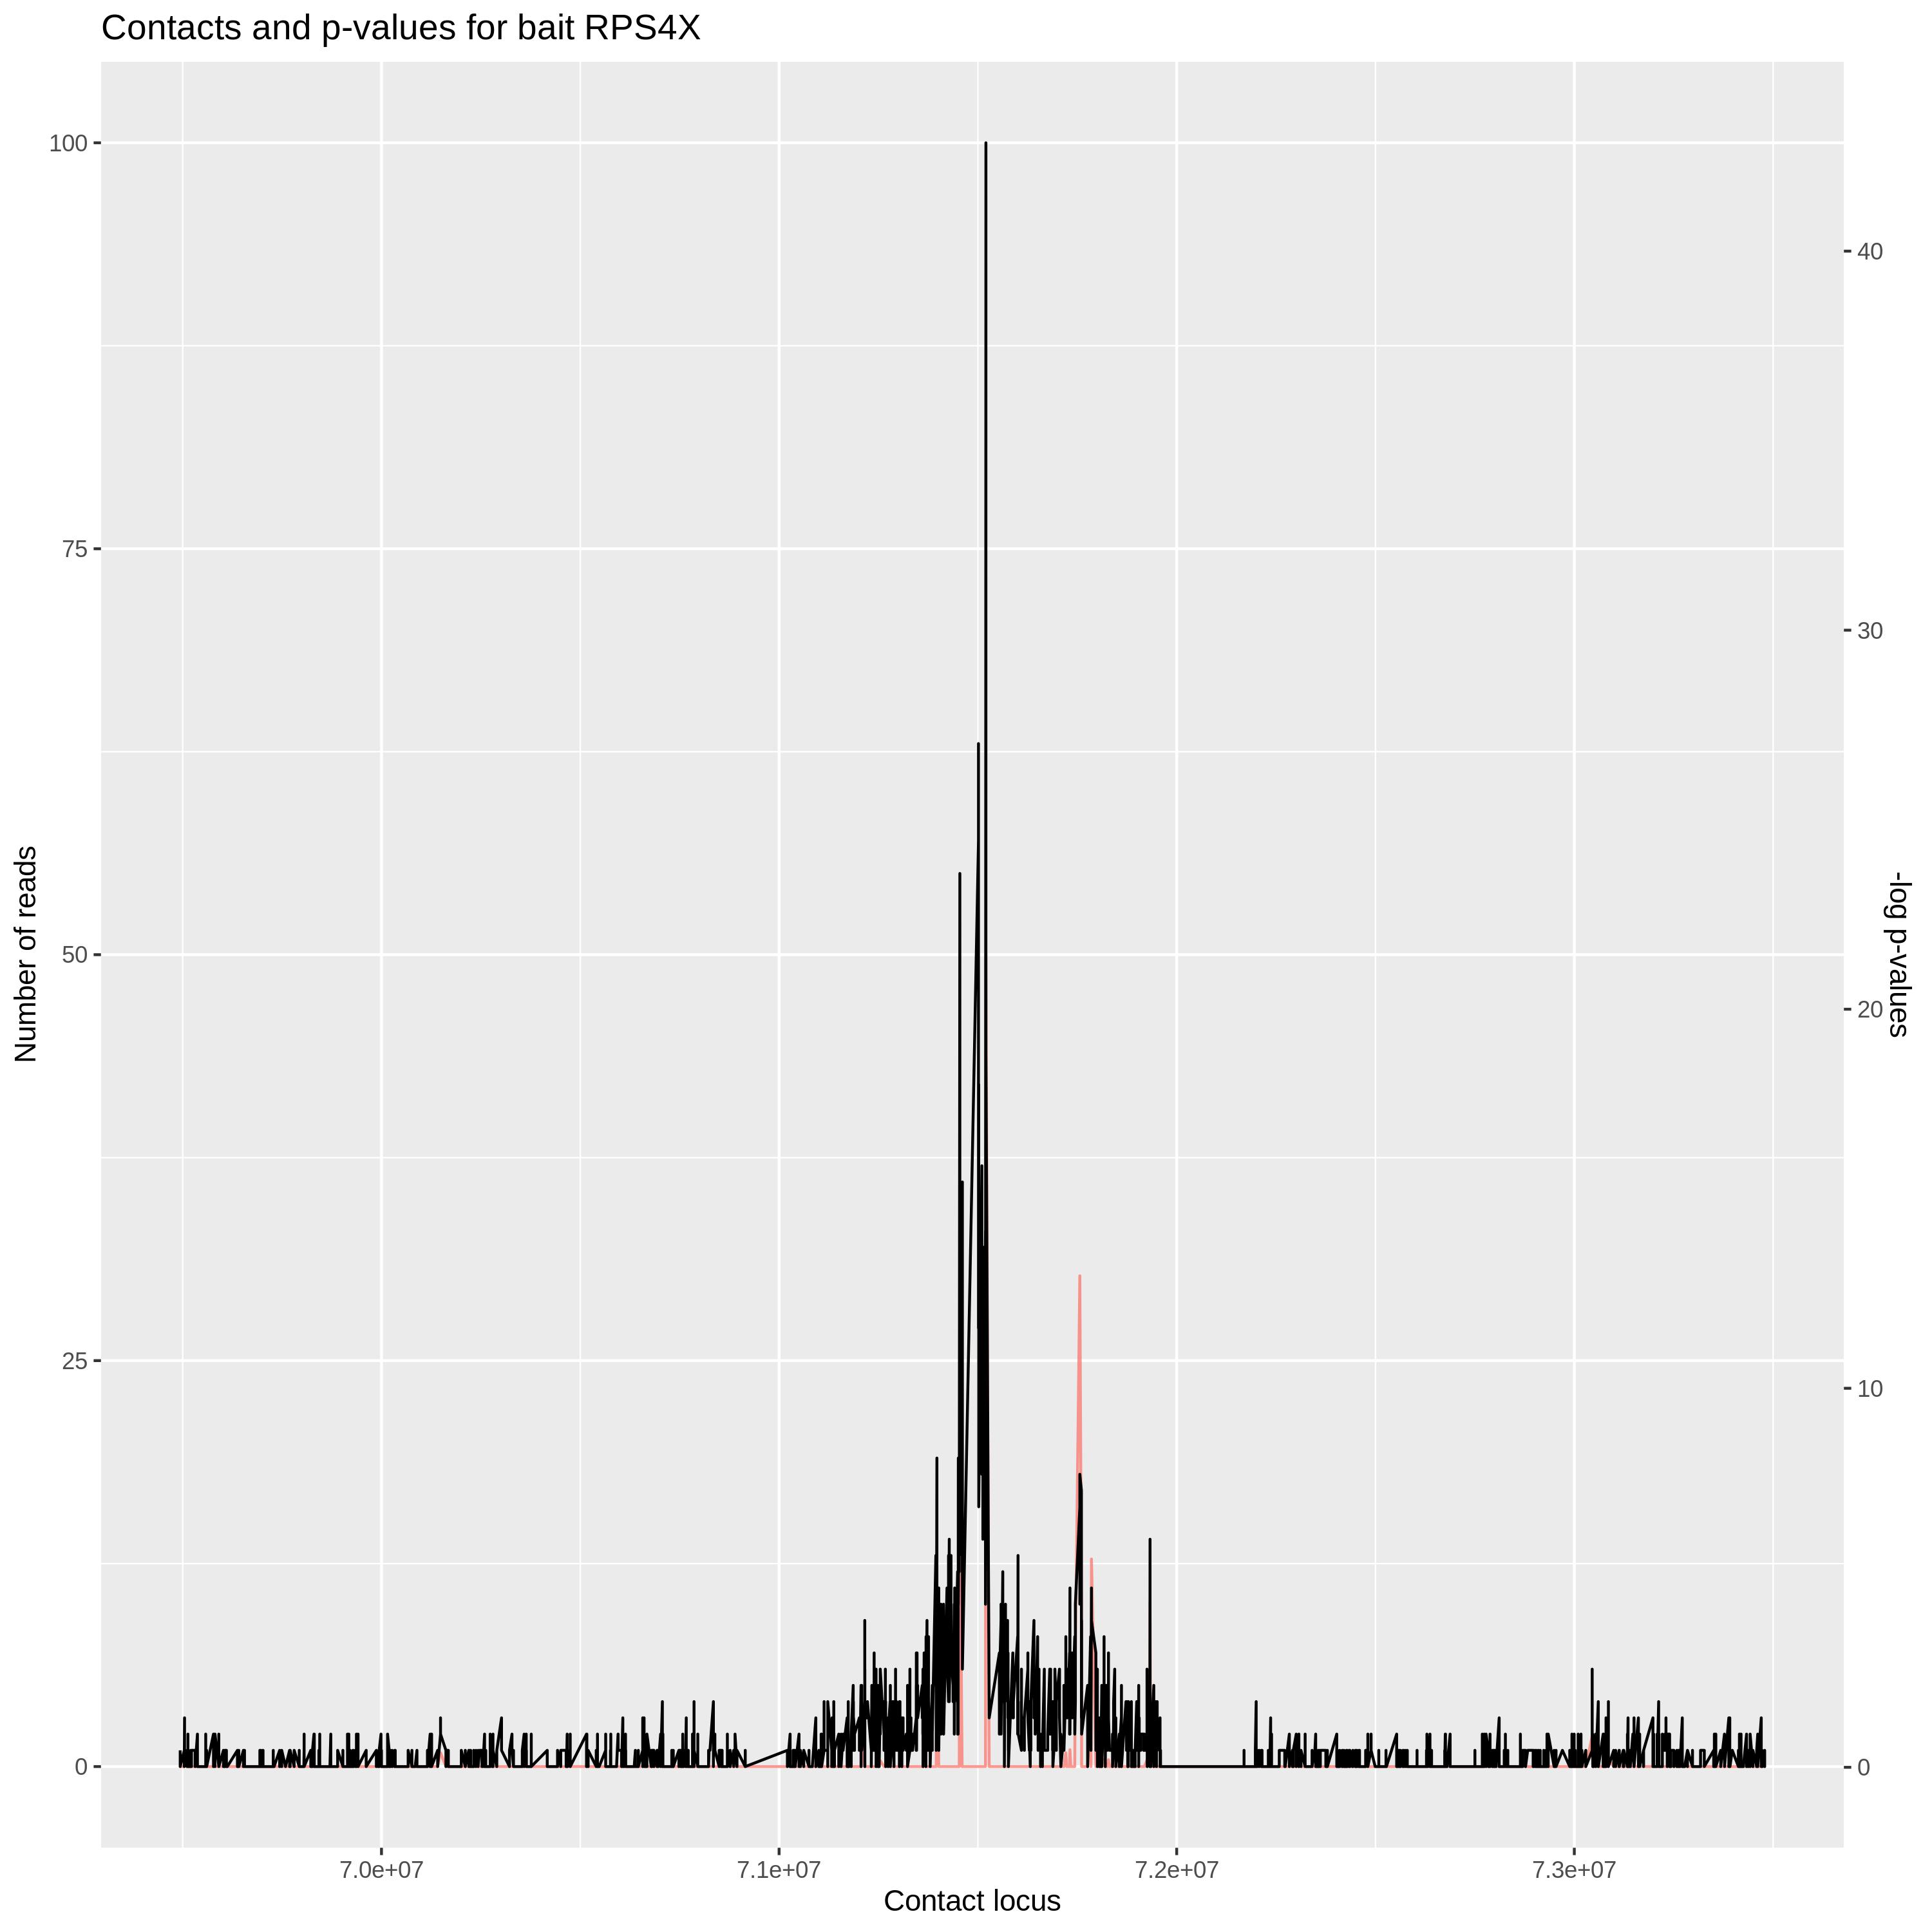 Contacts and p-values for bait RPS4X
100
75
50
25
0
40
30
20
10
0
Number of reads
-log p-values
7.0e+07
7.1e+07
7.2e+07
7.3e+07
Contact locus